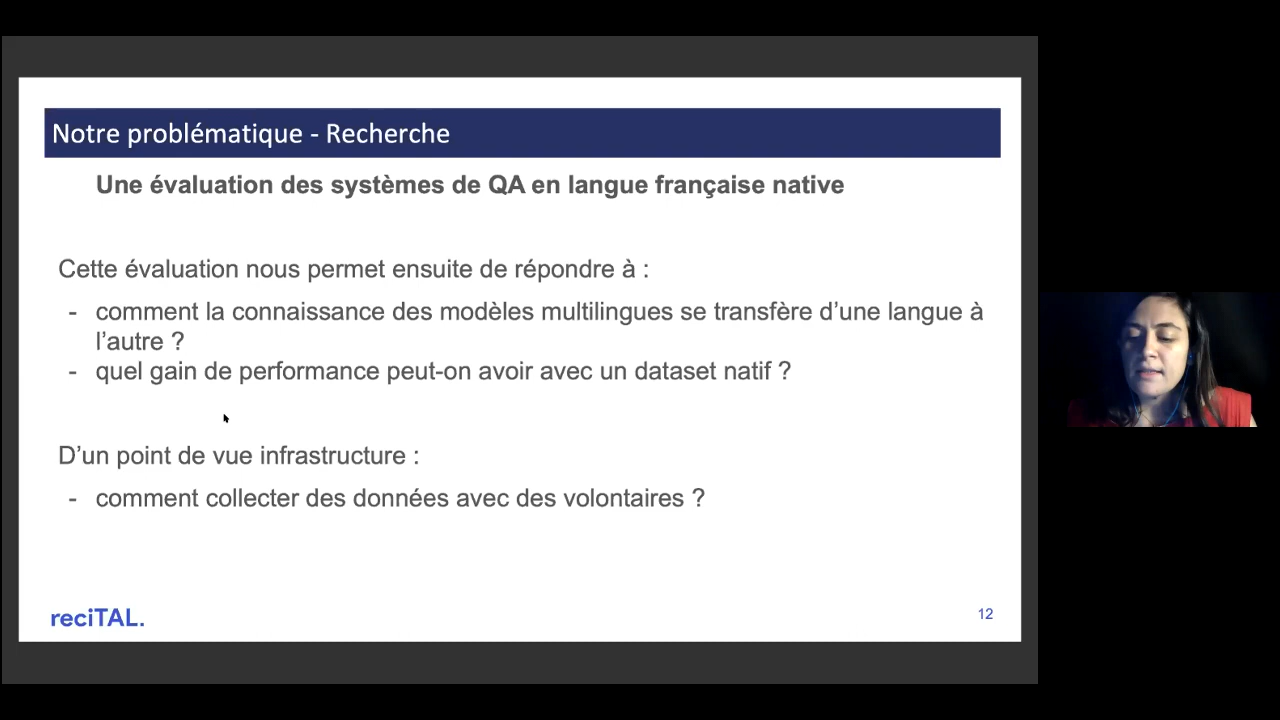 Notre problématique - Recherche
Une évaluation des systèmes de QA en langue française native
Cette évaluation nous permet ensuite de répondre à :
- comment la connaissance des modèles multilingues se transfère d’une langue à
l’autre ?
- quel gain de performance peut-on avoir avec un dataset natif ?
D’un point de vue infrastructure :
- comment collecter des données avec des volontaires ?
reciTAL.
12